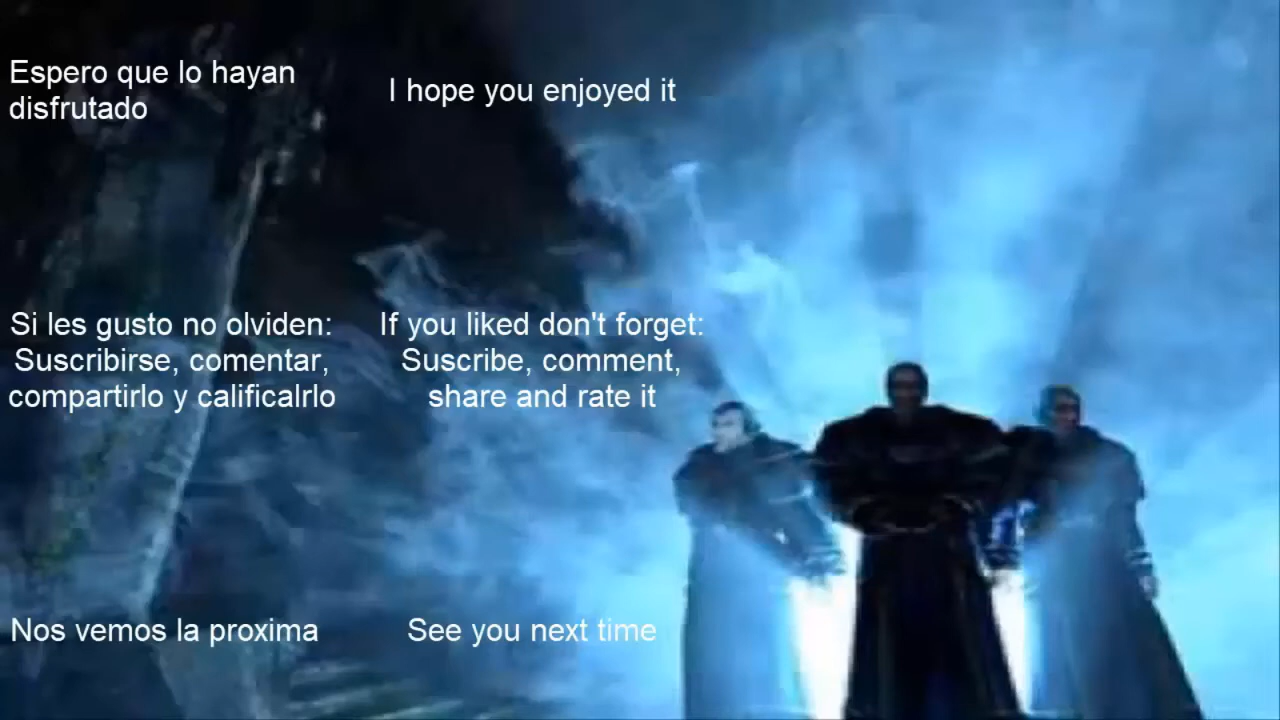 Espero que lo hayan
disfrutado
I hope you enjoyed it
Si les gusto no olviden:
Suscribirse, comentar,
compartirlo y calificalrlo
If you liked don't forget:
Suscribe, comment,
share and rate it
Nos vemos la proxima
See you next time